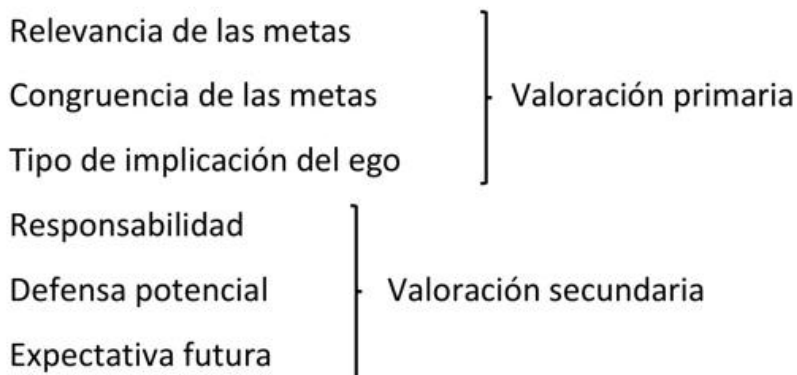 Relevancia de las metas
Congruencia de las metas
Valoración primaria
Tipo de implicación del ego
Responsabilidad
Defensa potencial
Valoración secundaria
Expectativa futura